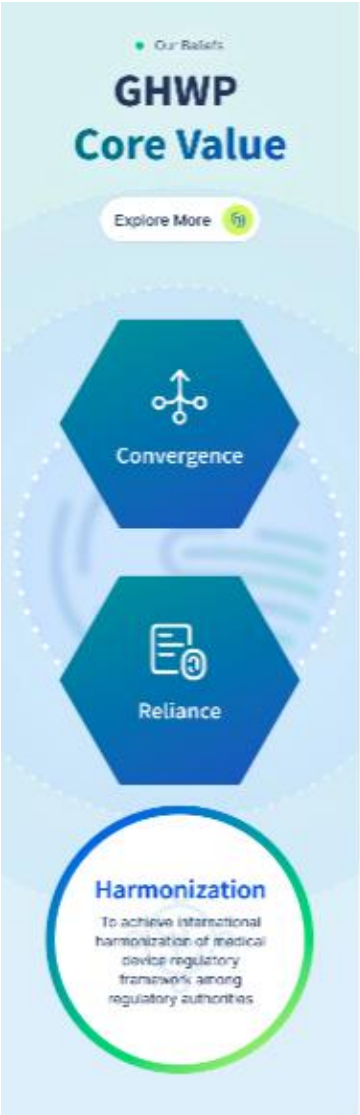 Our Beliefs
GHWP
Core Value
Explore More
Convergence
Reliance
Harmonization
To achieve international
harmonization of medical
device regulatory
framework among
regulatory authorities